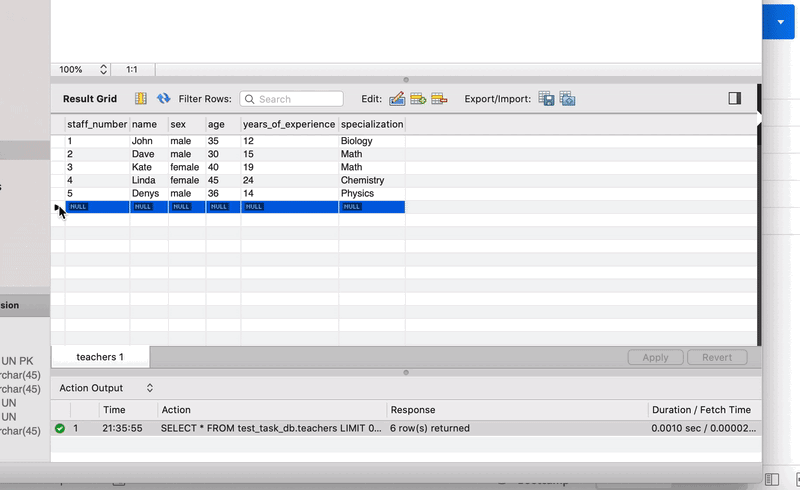 100% 1:1
Result Grid Filter Rows: Search Edit: Export/Import:
staff_number name sex age years_of_experience specialization
1 John male 35 12 Biology
2 Dave male 30 15 Math
3 Kate female 40 19 Math
4 Linda female 45 24 Chemistry
5 Denys male 36 14 Physics
NULL NULL NULL NULL NULL NULL
sion
UN PK
rchar(45)
rchar(45)
UN
UN
rchar(45)
teachers 1 Apply Revert
Action Output
Time Action Response Duration / Fetch Time
1 21:35:55 SELECT * FROM test_task_db.teachers LIMIT 0... 6 row(s) returned 0.0010 sec / 0.00002...